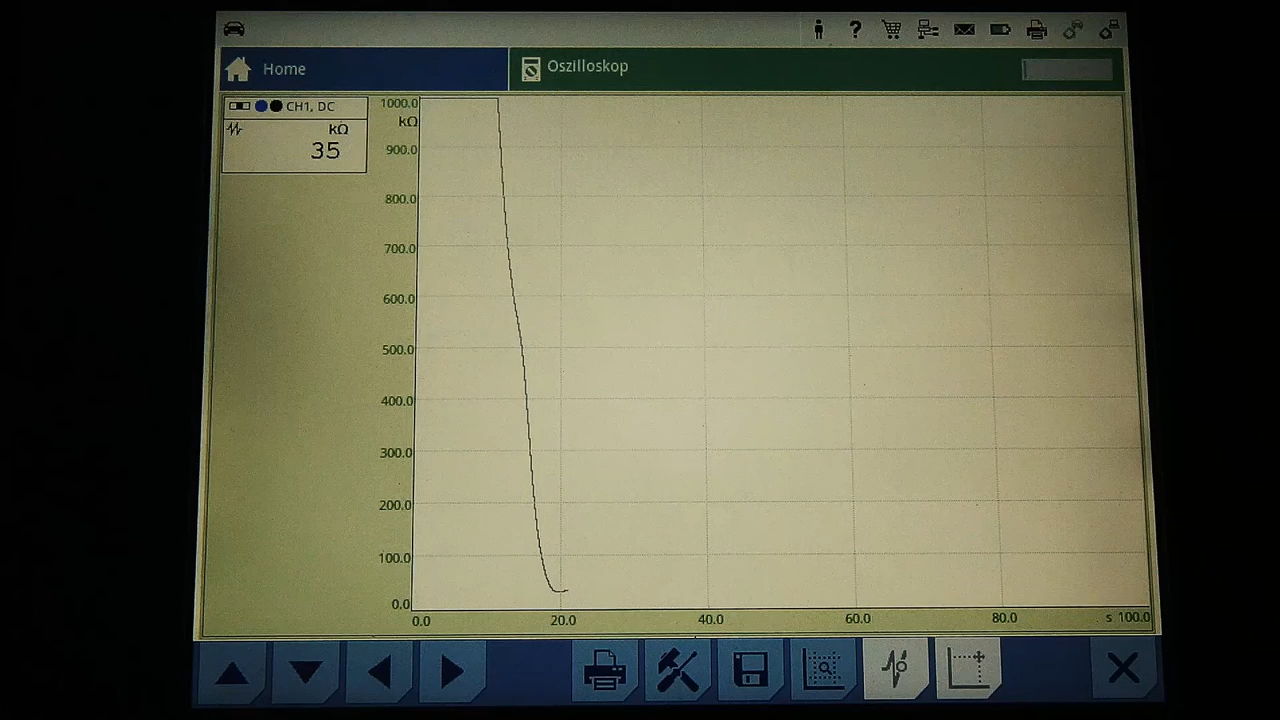 ?
Home
Oszilloskop
CH1, DC
kΩ
35
1000.0
kΩ
900.0
800.0
700.0
600.0
500.0
400.0
300.0
200.0
100.0
0.0
0.0 20.0 40.0 60.0 80.0 s 100.0